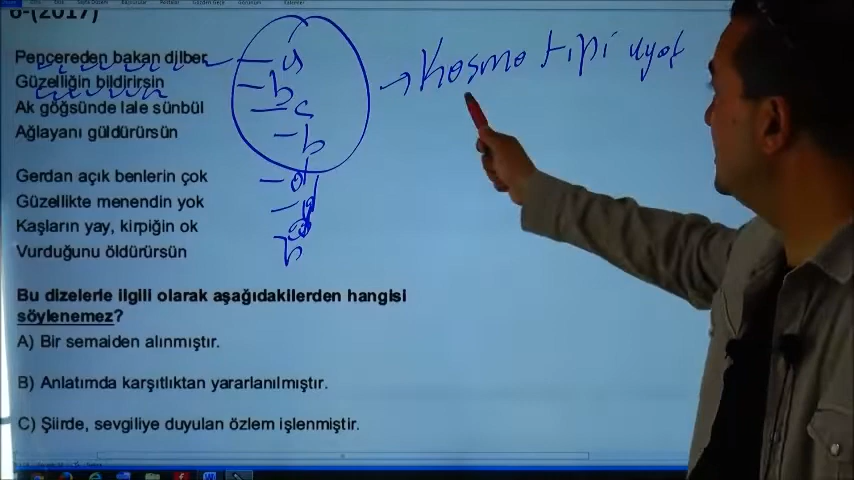 6-(2017)
Pencereden bakan dilber
Güzelliğin bildirirsin
Ak göğsünde lale sünbül
Ağlayanı güldürürsün
Gerdan açık benlerin çok
Güzellikte menendin yok
Kaşların yay, kirpiğin ok
Vurduğunu öldürürsün
a
b
c
b
d
d
d
b
Koşma tipi uyak
Bu dizelerle ilgili olarak aşağıdakilerden hangisi
söylenemez?
A) Bir semaiden alınmıştır.
B) Anlatımda karşıtlıktan yararlanılmıştır.
C) Şiirde, sevgiliye duyulan özlem işlenmiştir.